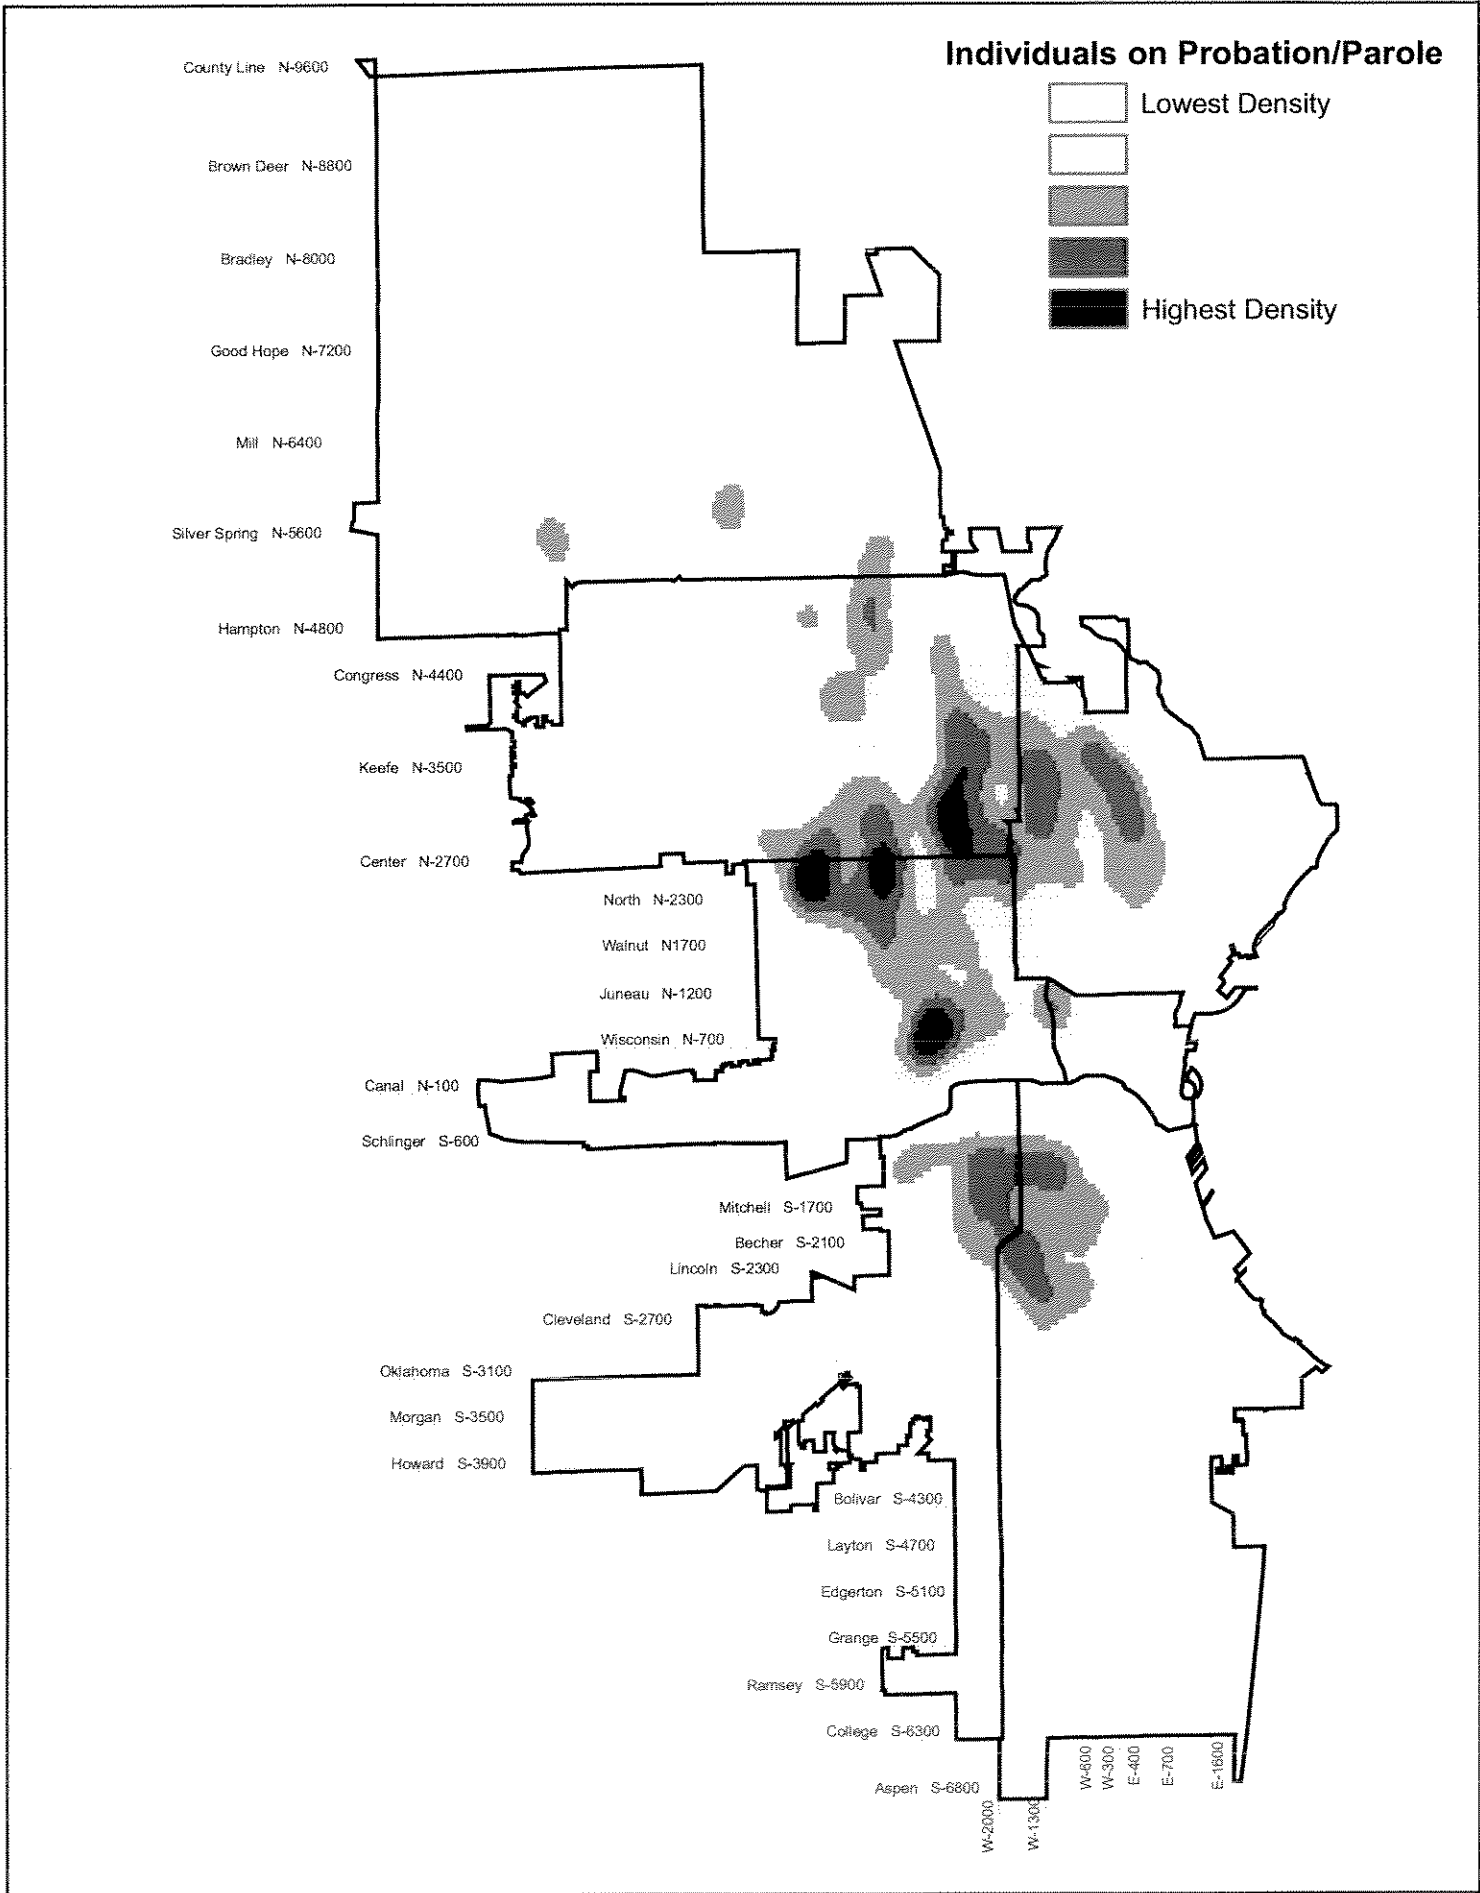 Individuals on Probation/Parole
Lowest Density
Highest Density
County Line N-9600
Brown Deer N-8800
Bradley N-8000
Good Hope N-7200
Mill N-6400
Silver Spring N-5600
Hampton N-4800
Congress N-4400
Keefe N-3500
Center N-2700
North N-2300
Walnut N1700
Juneau N-1200
Wisconsin N-700
Canal N-100
Schlinger S-600
Mitchell S-1700
Becher S-2100
Lincoln S-2300
Cleveland S-2700
Oklahoma S-3100
Morgan S-3500
Howard S-3900
Bolivar S-4300
Layton S-4700
Edgerton S-5100
Grange S-5500
Ramsey S-5900
College S-6300
Aspen S-6800
W-2000
W-1300
W-600
W-300
E-400
E-700
E-1600